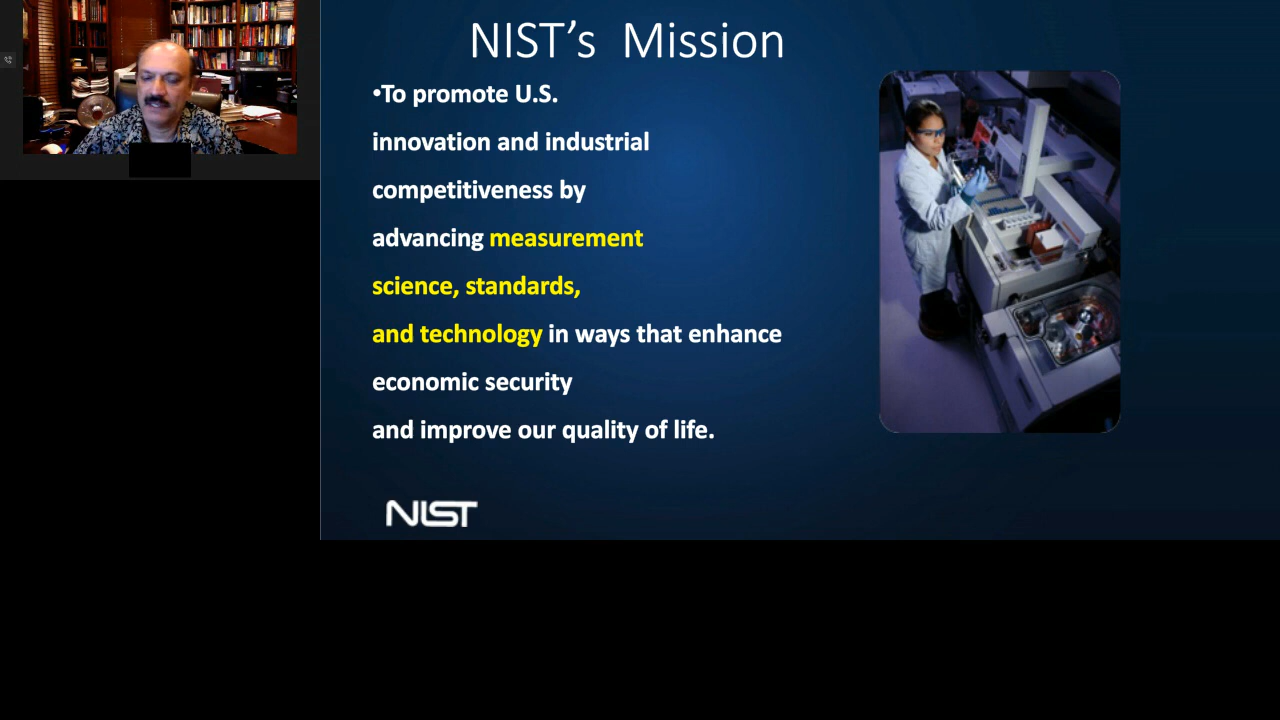 NIST's Mission
•To promote U.S.
innovation and industrial
competitiveness by
advancing measurement
science, standards,
and technology in ways that enhance
economic security
and improve our quality of life.
NIST